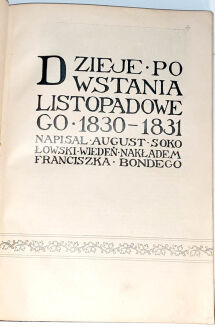 DZIEJE · PO
WSTANIA
LISTOPADOWE
GO · 1830-1831
NAPISAŁ · AUGUST · SOKO
ŁOWSKI · WIEDEŃ · NAKŁADEM
FRANCISZKA · BONDEGO